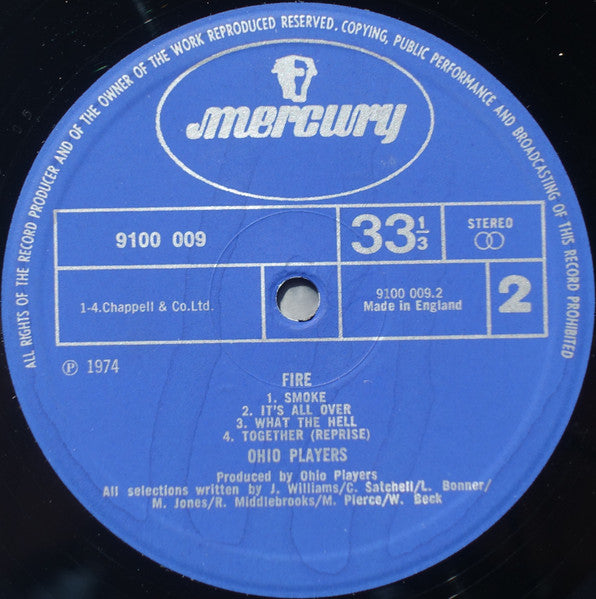 ALL RIGHTS OF THE RECORD PRODUCER AND OF THE OWNER OF THE WORK REPRODUCED RESERVED. COPYING, PUBLIC PERFORMANCE AND BROADCASTING OF THIS RECORD PROHIBITED
mercury
9100 009
33 1/3
STEREO
1-4.Chappell & Co.Ltd.
9100 009.2
Made in England
2
℗ 1974
FIRE
1. SMOKE
2. IT'S ALL OVER
3. WHAT THE HELL
4. TOGETHER (REPRISE)
OHIO PLAYERS
Produced by Ohio Players
All selections written by J. Williams/C. Satchell/L. Bonner/
M. Jones/R. Middlebrooks/M. Pierce/W. Beck